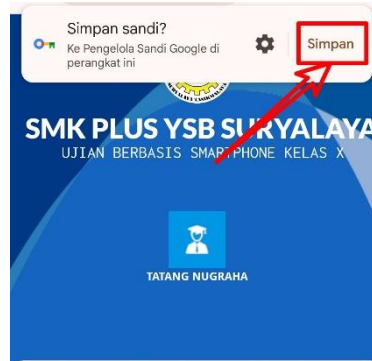 Simpan sandi?
Ke Pengelola Sandi Google di
perangkat ini
Simpan
SMK PLUS YSB SURYALAYA
UJIAN BERBASIS SMARTPHONE KELAS X
TATANG NUGRAHA